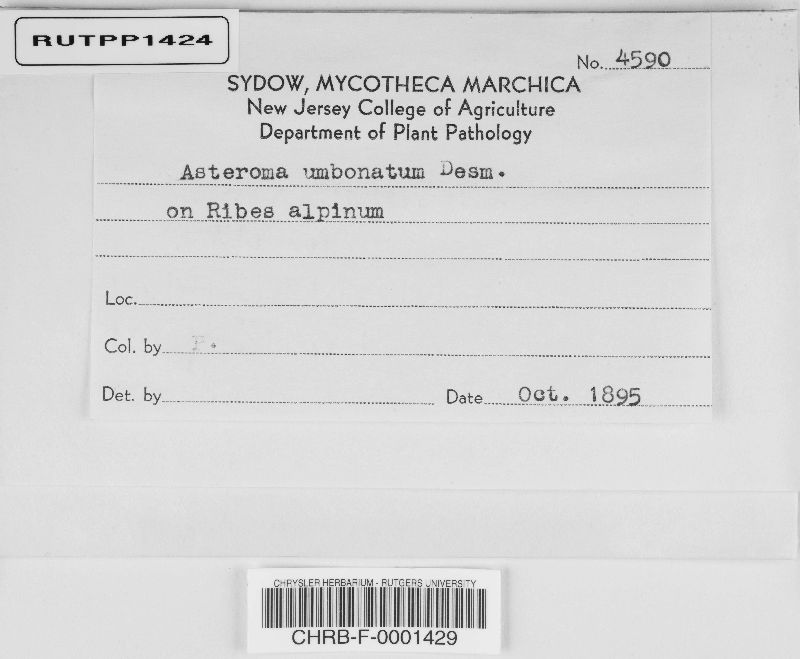 RUTPP1424
No. 4590
SYDOW, MYCOTHECA MARCHICA
New Jersey College of Agriculture
Department of Plant Pathology
Asteroma umbonatum Desm.
on Ribes alpinum
Loc.
Col. by P.
Det. by Date Oct. 1895
CHRYSLER HERBARIUM - RUTGERS UNIVERSITY
CHRB-F-0001429